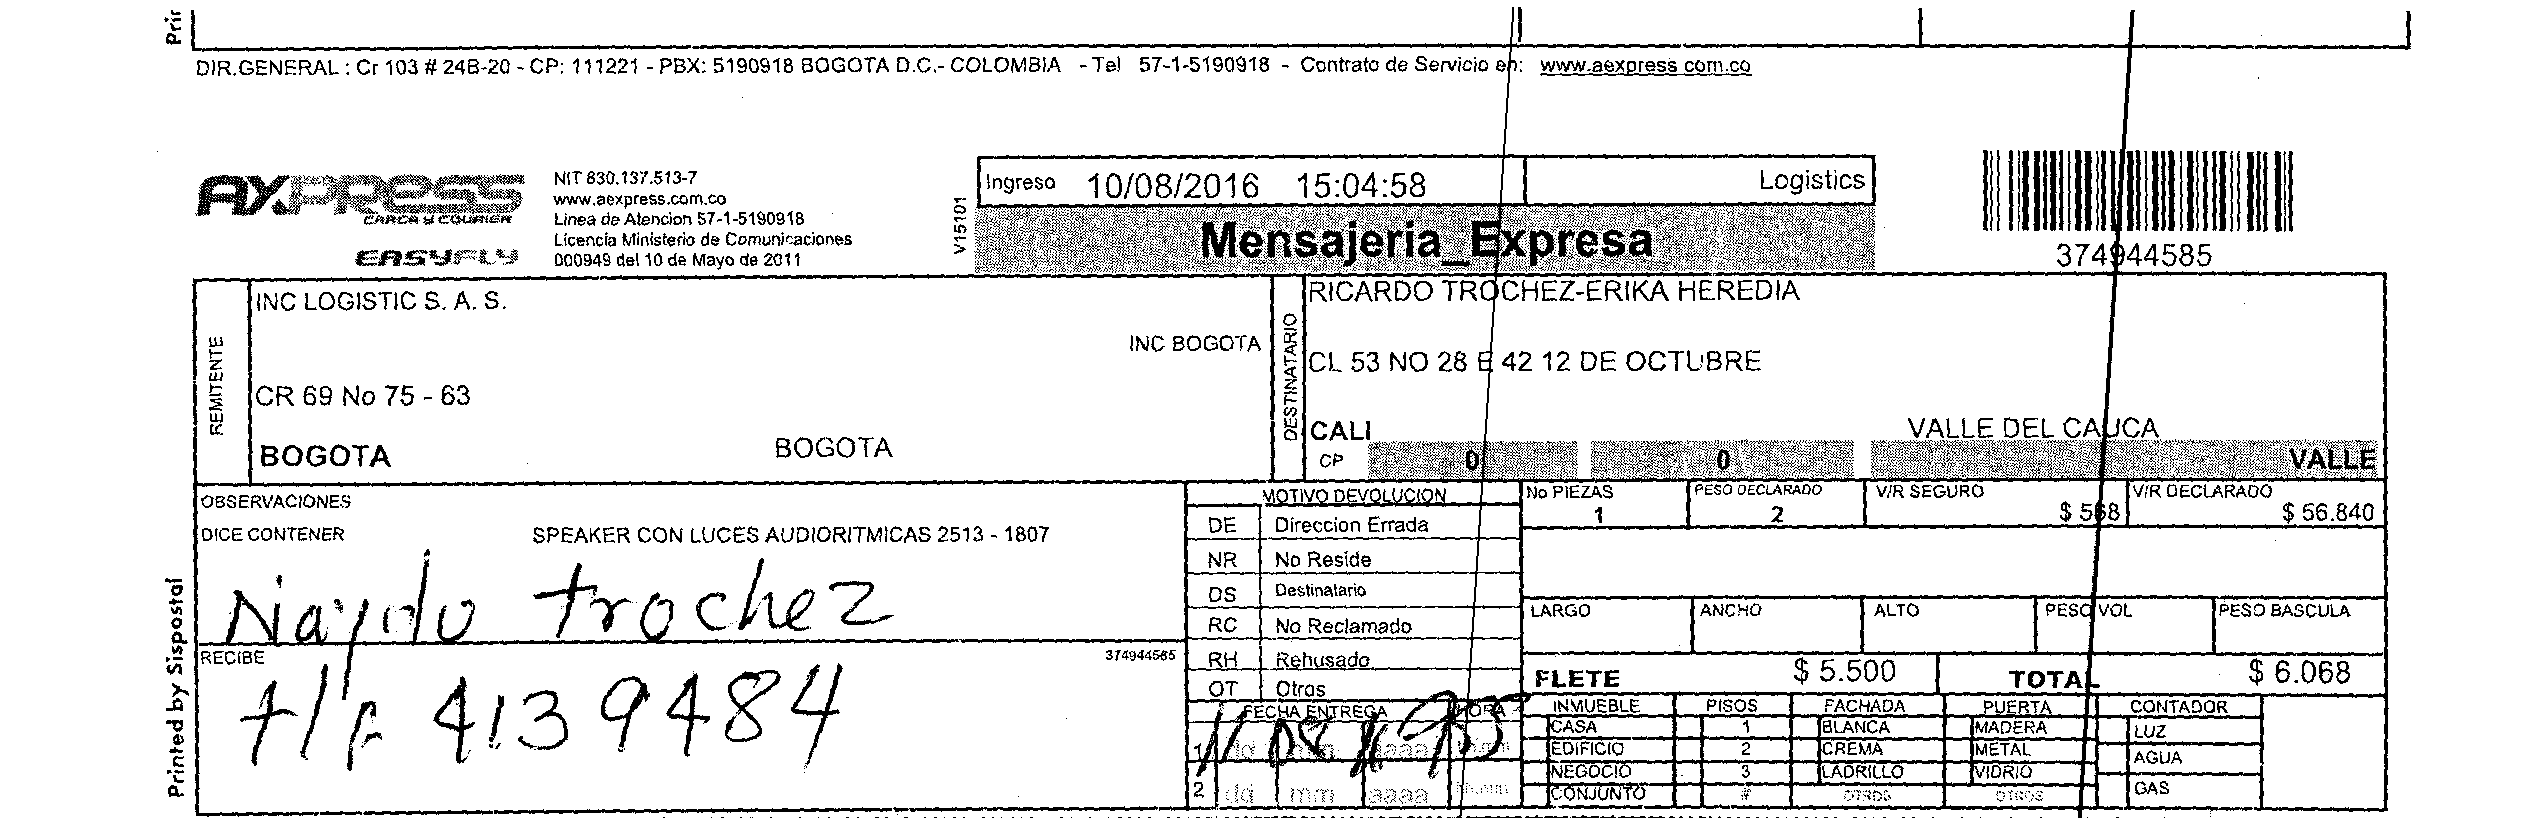 Prir
DIR.GENERAL : Cr 103 # 24B-20 - CP: 111221 - PBX: 5190918 BOGOTA D.C.- COLOMBIA - Tel 57-1-5190918 - Contrato de Servicio en: www.aexpress.com.co
AXPRESS
CARGA Y COURIER
EASYFLY
NIT 830.137.513-7
www.aexpress.com.co
Linea de Atencion 57-1-5190918
Licencia Ministerio de Comunicaciones
000949 del 10 de Mayo de 2011
V15101
Ingreso 10/08/2016 15:04:58 Logistics
Mensajeria_Expresa
374944585
REMITENTE
INC LOGISTIC S. A. S.
INC BOGOTA
CR 69 No 75 - 63
BOGOTA BOGOTA
DESTINATARIO
RICARDO TROCHEZ-ERIKA HEREDIA
CL 53 NO 28 E 42 12 DE OCTUBRE
CALI VALLE DEL CAUCA
CP 0 0 VALLE
OBSERVACIONES
DICE CONTENER SPEAKER CON LUCES AUDIORITMICAS 2513 - 1807
trochez
RECIBE 374944585
4139484
Printed by Sispostal
MOTIVO DEVOLUCION
DE Direccion Errada
NR No Reside
DS Destinatario
RC No Reclamado
RH Rehusado
OT Otros
FECHA ENTREGA HORA
1 dd mm aaaa
2 dd mm aaaa
No PIEZAS PESO DECLARADO V/R SEGURO V/R DECLARADO
1 2 $ 568 $ 56.840
LARGO ANCHO ALTO PESO VOL PESO BASCULA
FLETE $ 5.500 TOTAL $ 6.068
INMUEBLE PISOS FACHADA PUERTA CONTADOR
CASA 1 BLANCA MADERA LUZ
EDIFICIO 2 CREMA METAL AGUA
NEGOCIO 3 LADRILLO VIDRIO
CONJUNTO # OTROS OTROS GAS